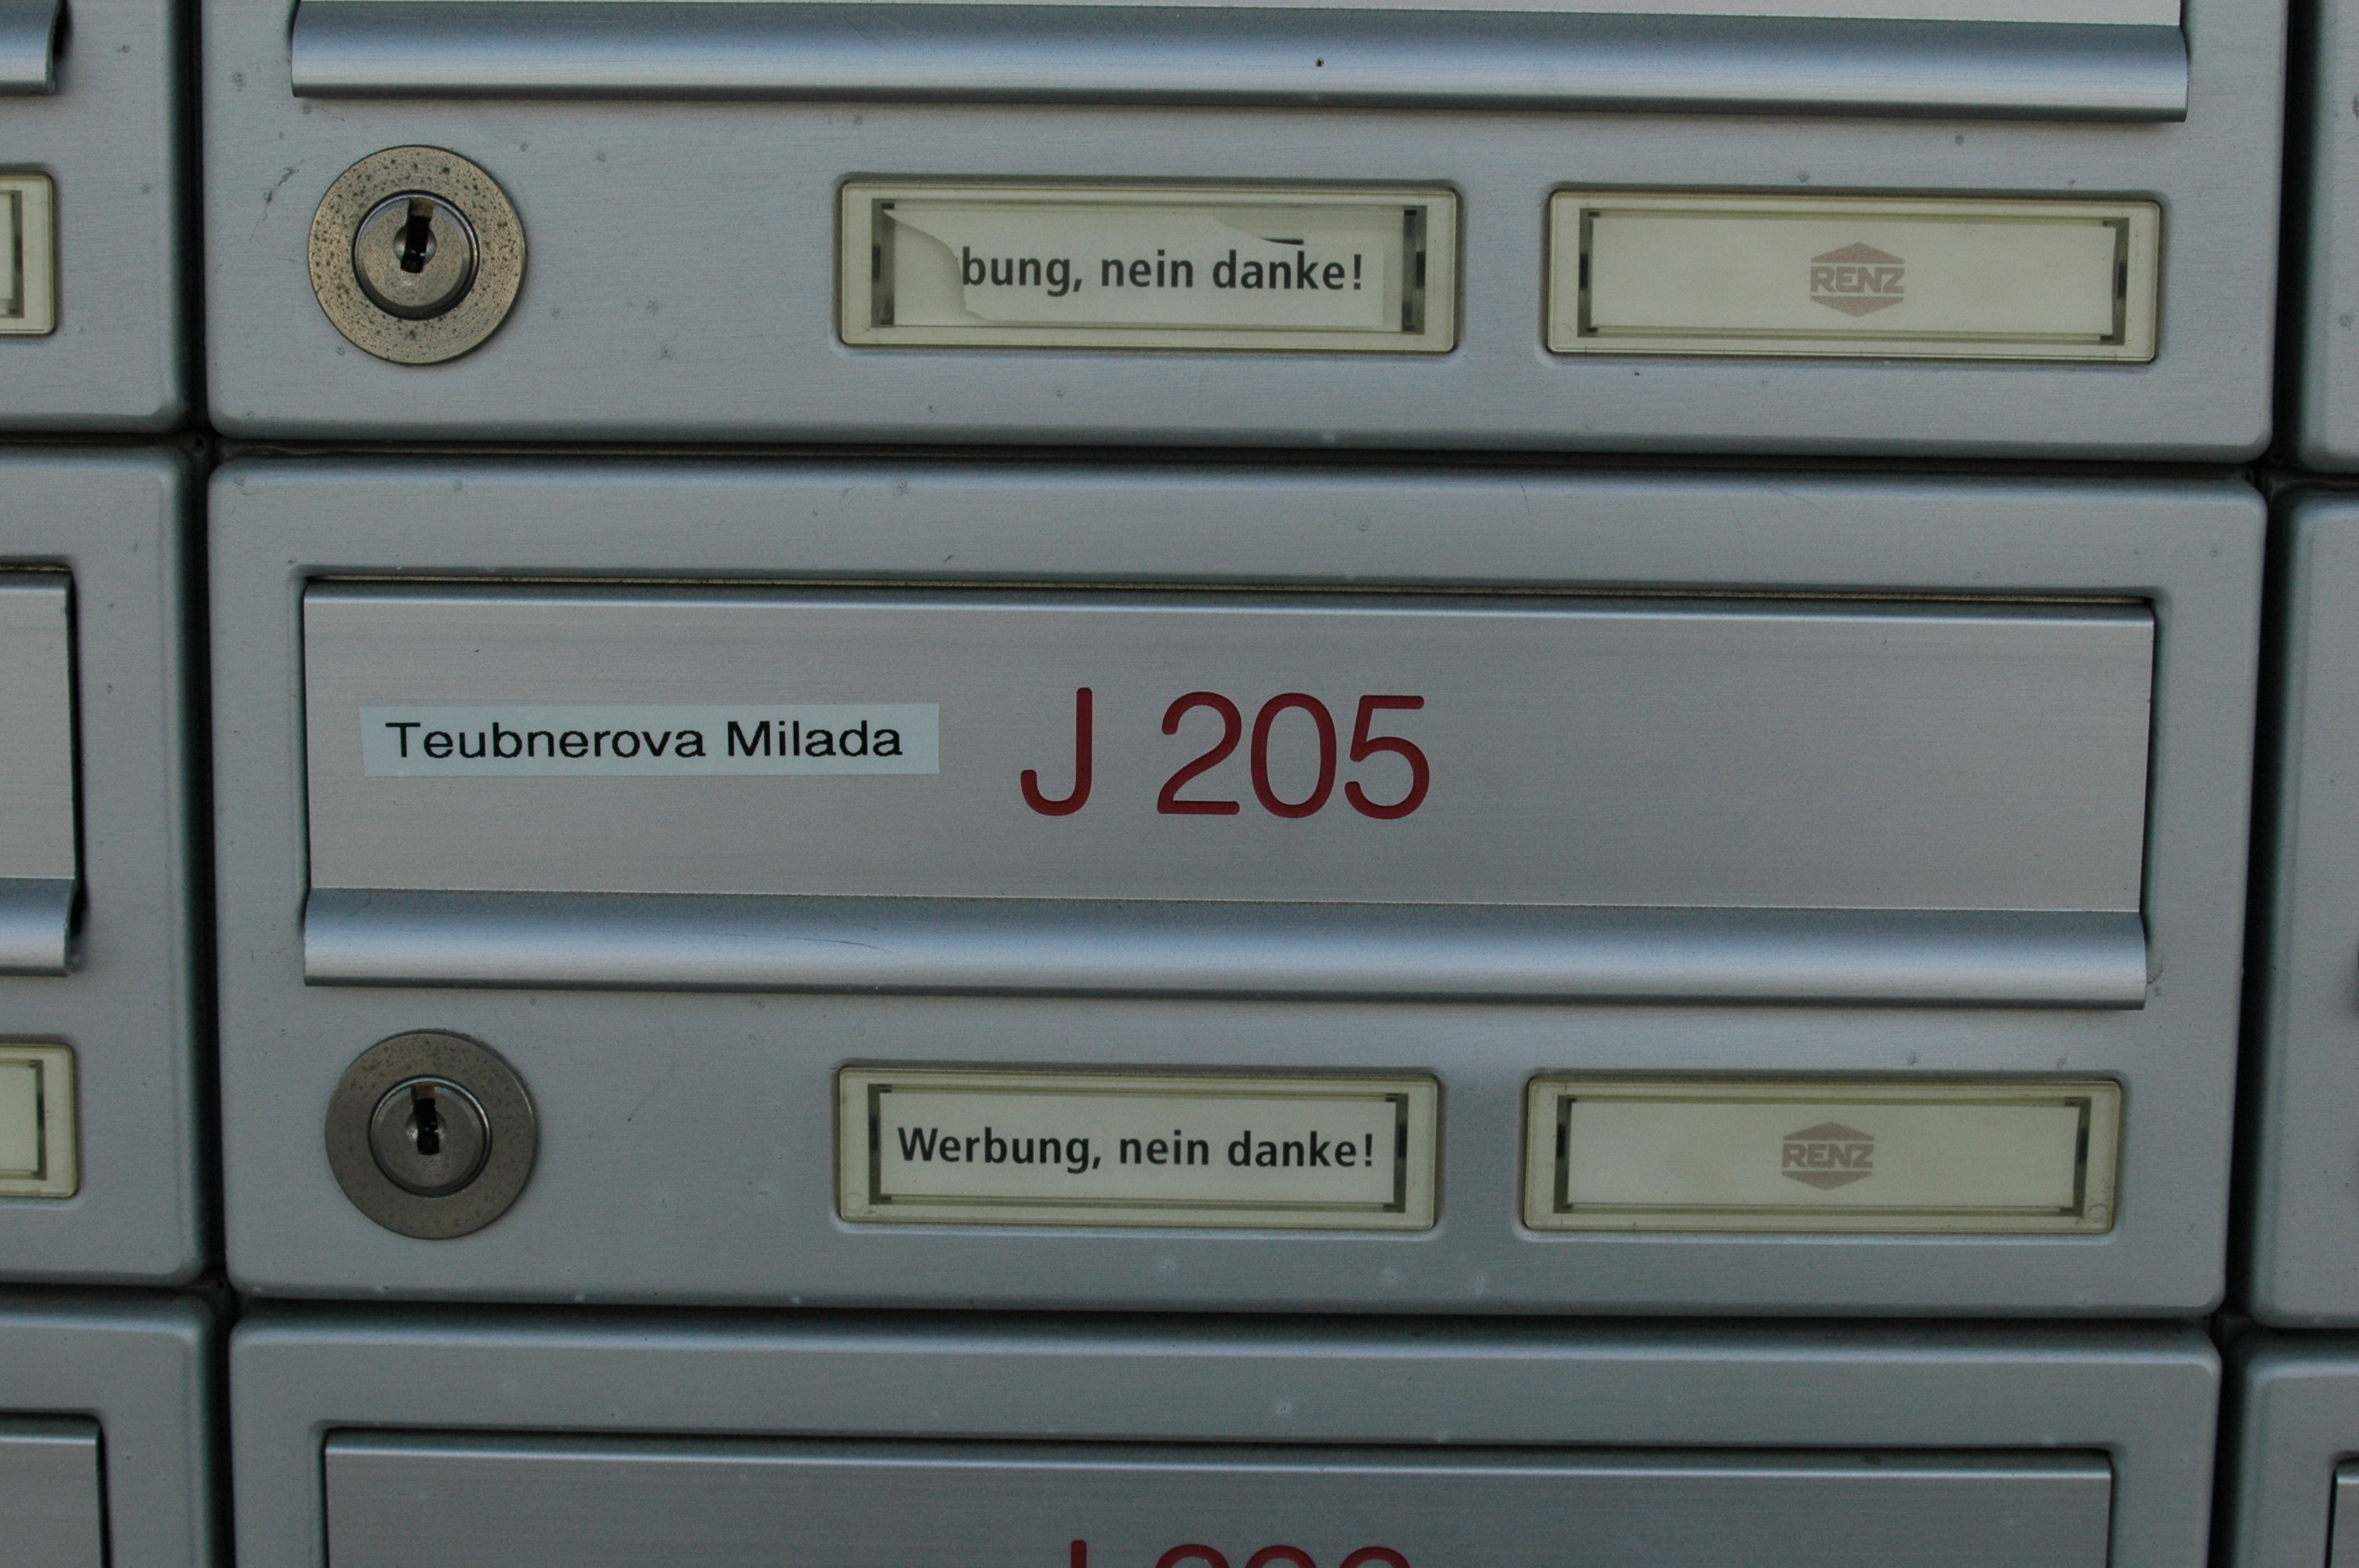 bung, nein danke!
RENZ
Teubnerova Milada
J 205
Werbung, nein danke!
RENZ